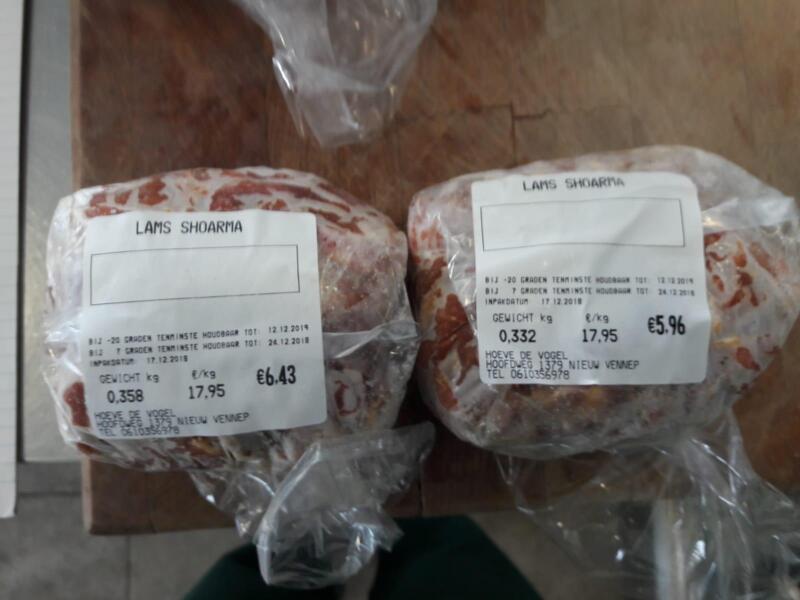 LAMS SHOARMA
BIJ -20 GRADEN TENMINSTE HOUDBAAR TOT: 12.12.2019
BIJ 7 GRADEN TENMINSTE HOUDBAAR TOT: 24.12.2018
INPAKDATUM: 17.12.2018
GEWICHT kg €/kg
0,358 17,95 €6.43
HOEVE DE VOGEL
HOOFDWEG 1379 NIEUW VENNEP
TEL 0610356978
LAMS SHOARMA
BIJ -20 GRADEN TENMINSTE HOUDBAAR TOT: 12.12.2019
BIJ 7 GRADEN TENMINSTE HOUDBAAR TOT: 24.12.2018
INPAKDATUM: 17.12.2018
GEWICHT kg €/kg
0,332 17,95 €5.96
HOEVE DE VOGEL
HOOFDWEG 1379 NIEUW VENNEP
TEL 0610356978